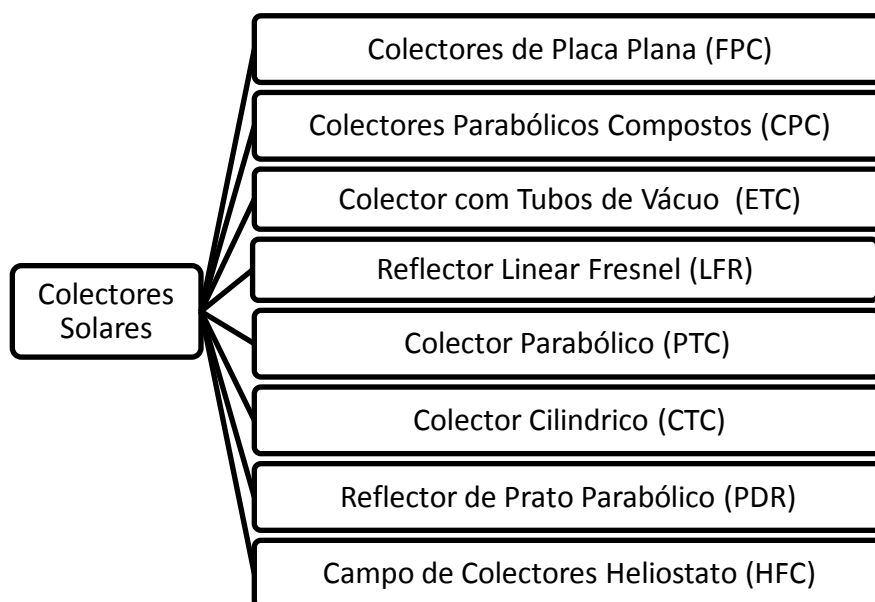 Colectores
Solares
Colectores de Placa Plana (FPC)
Colectores Parabólicos Compostos (CPC)
Colector com Tubos de Vácuo (ETC)
Reflector Linear Fresnel (LFR)
Colector Parabólico (PTC)
Colector Cilindrico (CTC)
Reflector de Prato Parabólico (PDR)
Campo de Colectores Heliostato (HFC)